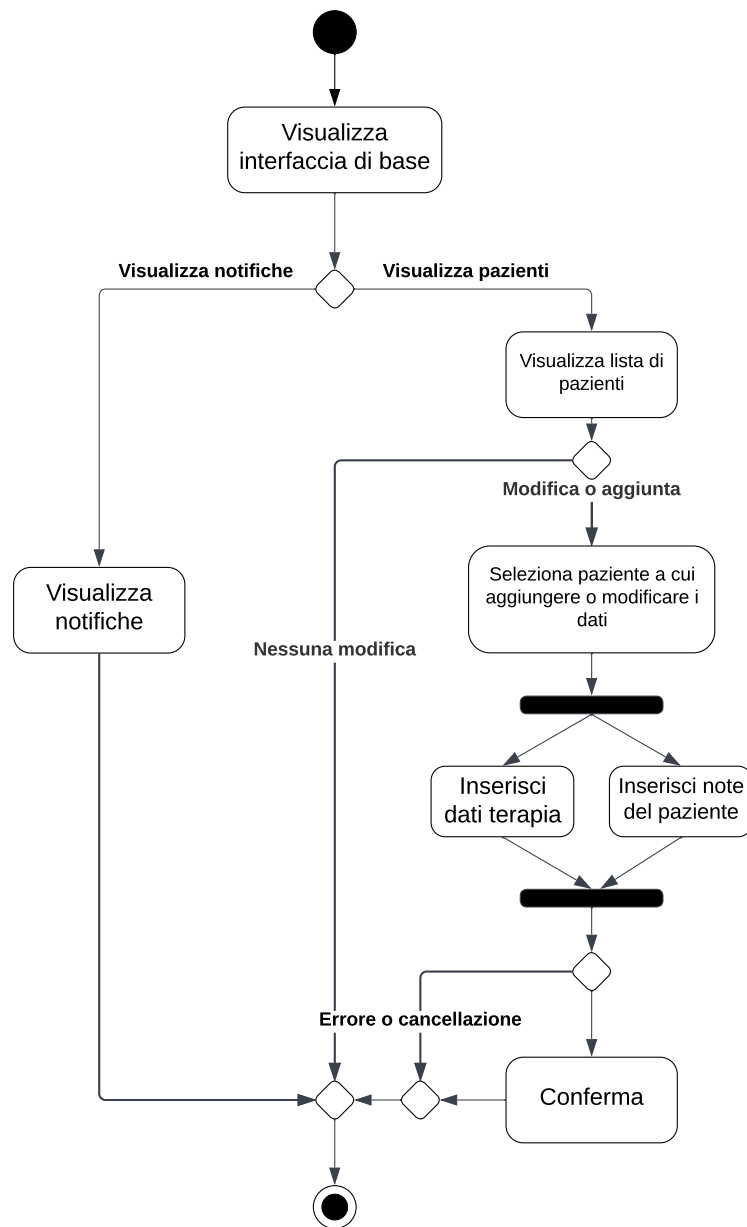 Visualizza
interfaccia di base
Visualizza notifiche
Visualizza pazienti
Visualizza lista di
pazienti
Modifica o aggiunta
Seleziona paziente a cui
aggiungere o modificare i
dati
Visualizza
notifiche
Nessuna modifica
Inserisci
dati terapia
Inserisci note
del paziente
Errore o cancellazione
Conferma